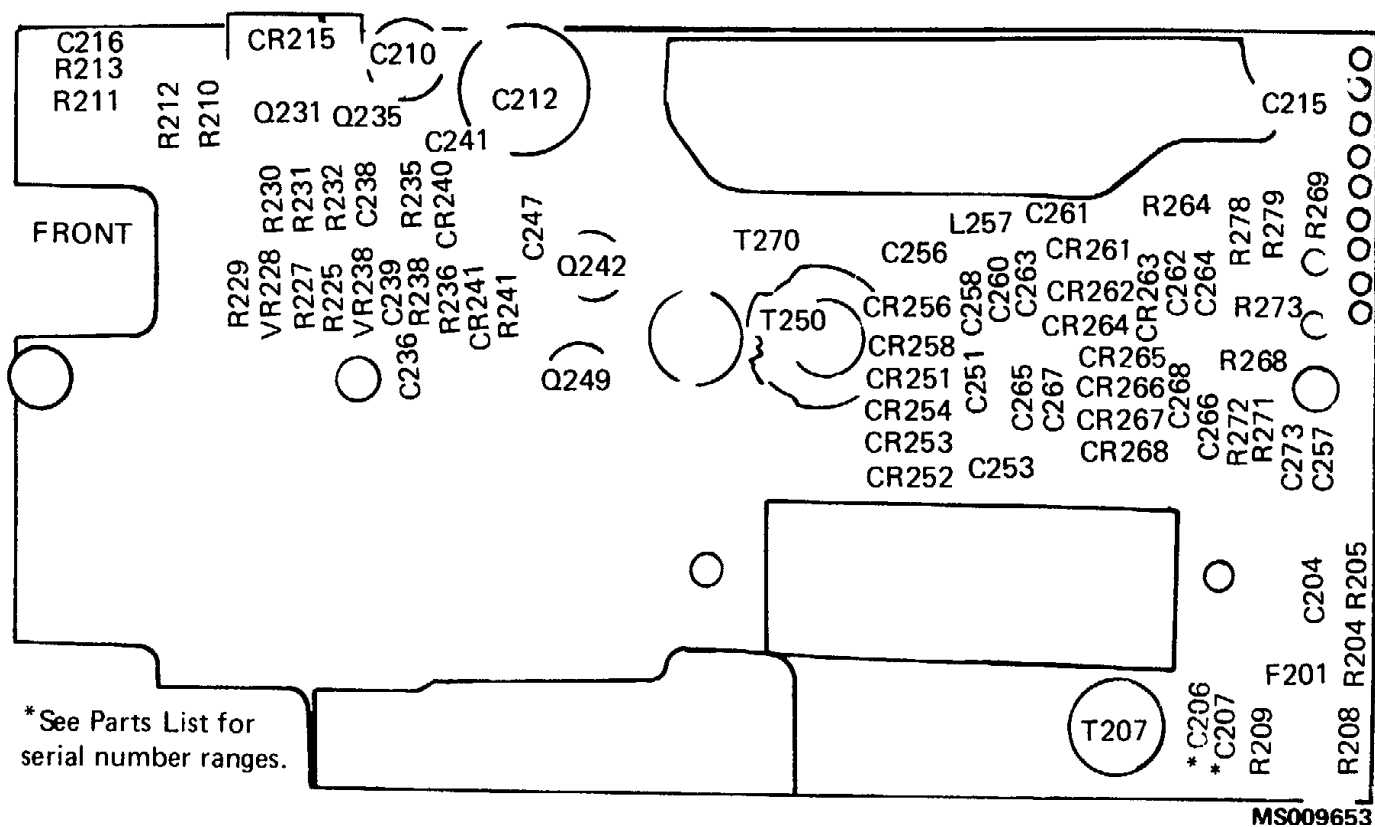 C216
R213
R211
R212
R210
CR215
C210
Q231
Q235
C212
C241
C215
R230
R231
R232
C238
R235
CR240
C247
FRONT
Q242
T270
C256
L257
C261
R264
R278
R279
R269
CR261
R229
VR228
R227
R225
VR238
C239
R238
R236
CR241
R241
C236
Q249
T250
CR256
C258
C260
C263
CR262
CR263
C262
C264
R273
CR264
CR258
CR265
R268
CR251
C251
C265
C267
CR266
C268
CR254
CR267
C266
R272
R271
CR253
CR268
C273
C257
CR252
C253
C204
R205
R204
F201
*See Parts List for
serial number ranges.
T207
*C206
*C207
R209
R208
MS009653